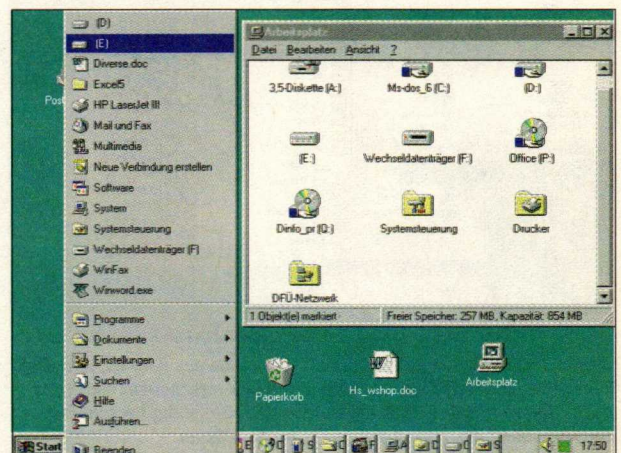 (D)
(E)
Diverse.doc
Excel5
HP LaserJet III
Mail und Fax
Multimedia
Neue Verbindung erstellen
Software
System
Systemsteuerung
Wechseldatenträger (F)
WinFax
Winword.exe
Programme
Dokumente
Einstellungen
Suchen
Hilfe
Ausführen...
Beenden
Post
Arbeitsplatz
Datei Bearbeiten Ansicht ?
3,5-Diskette (A:) Ms-dos_6 (C:) (D:)
(E:) Wechseldatenträger (F:) Office (P:)
Dinfo_pr (Q:) Systemsteuerung Drucker
DFÜ-Netzwerk
1 Objekt(e) markiert Freier Speicher: 257 MB, Kapazität: 854 MB
Papierkorb Hs_wshop.doc Arbeitsplatz
Start 17:50